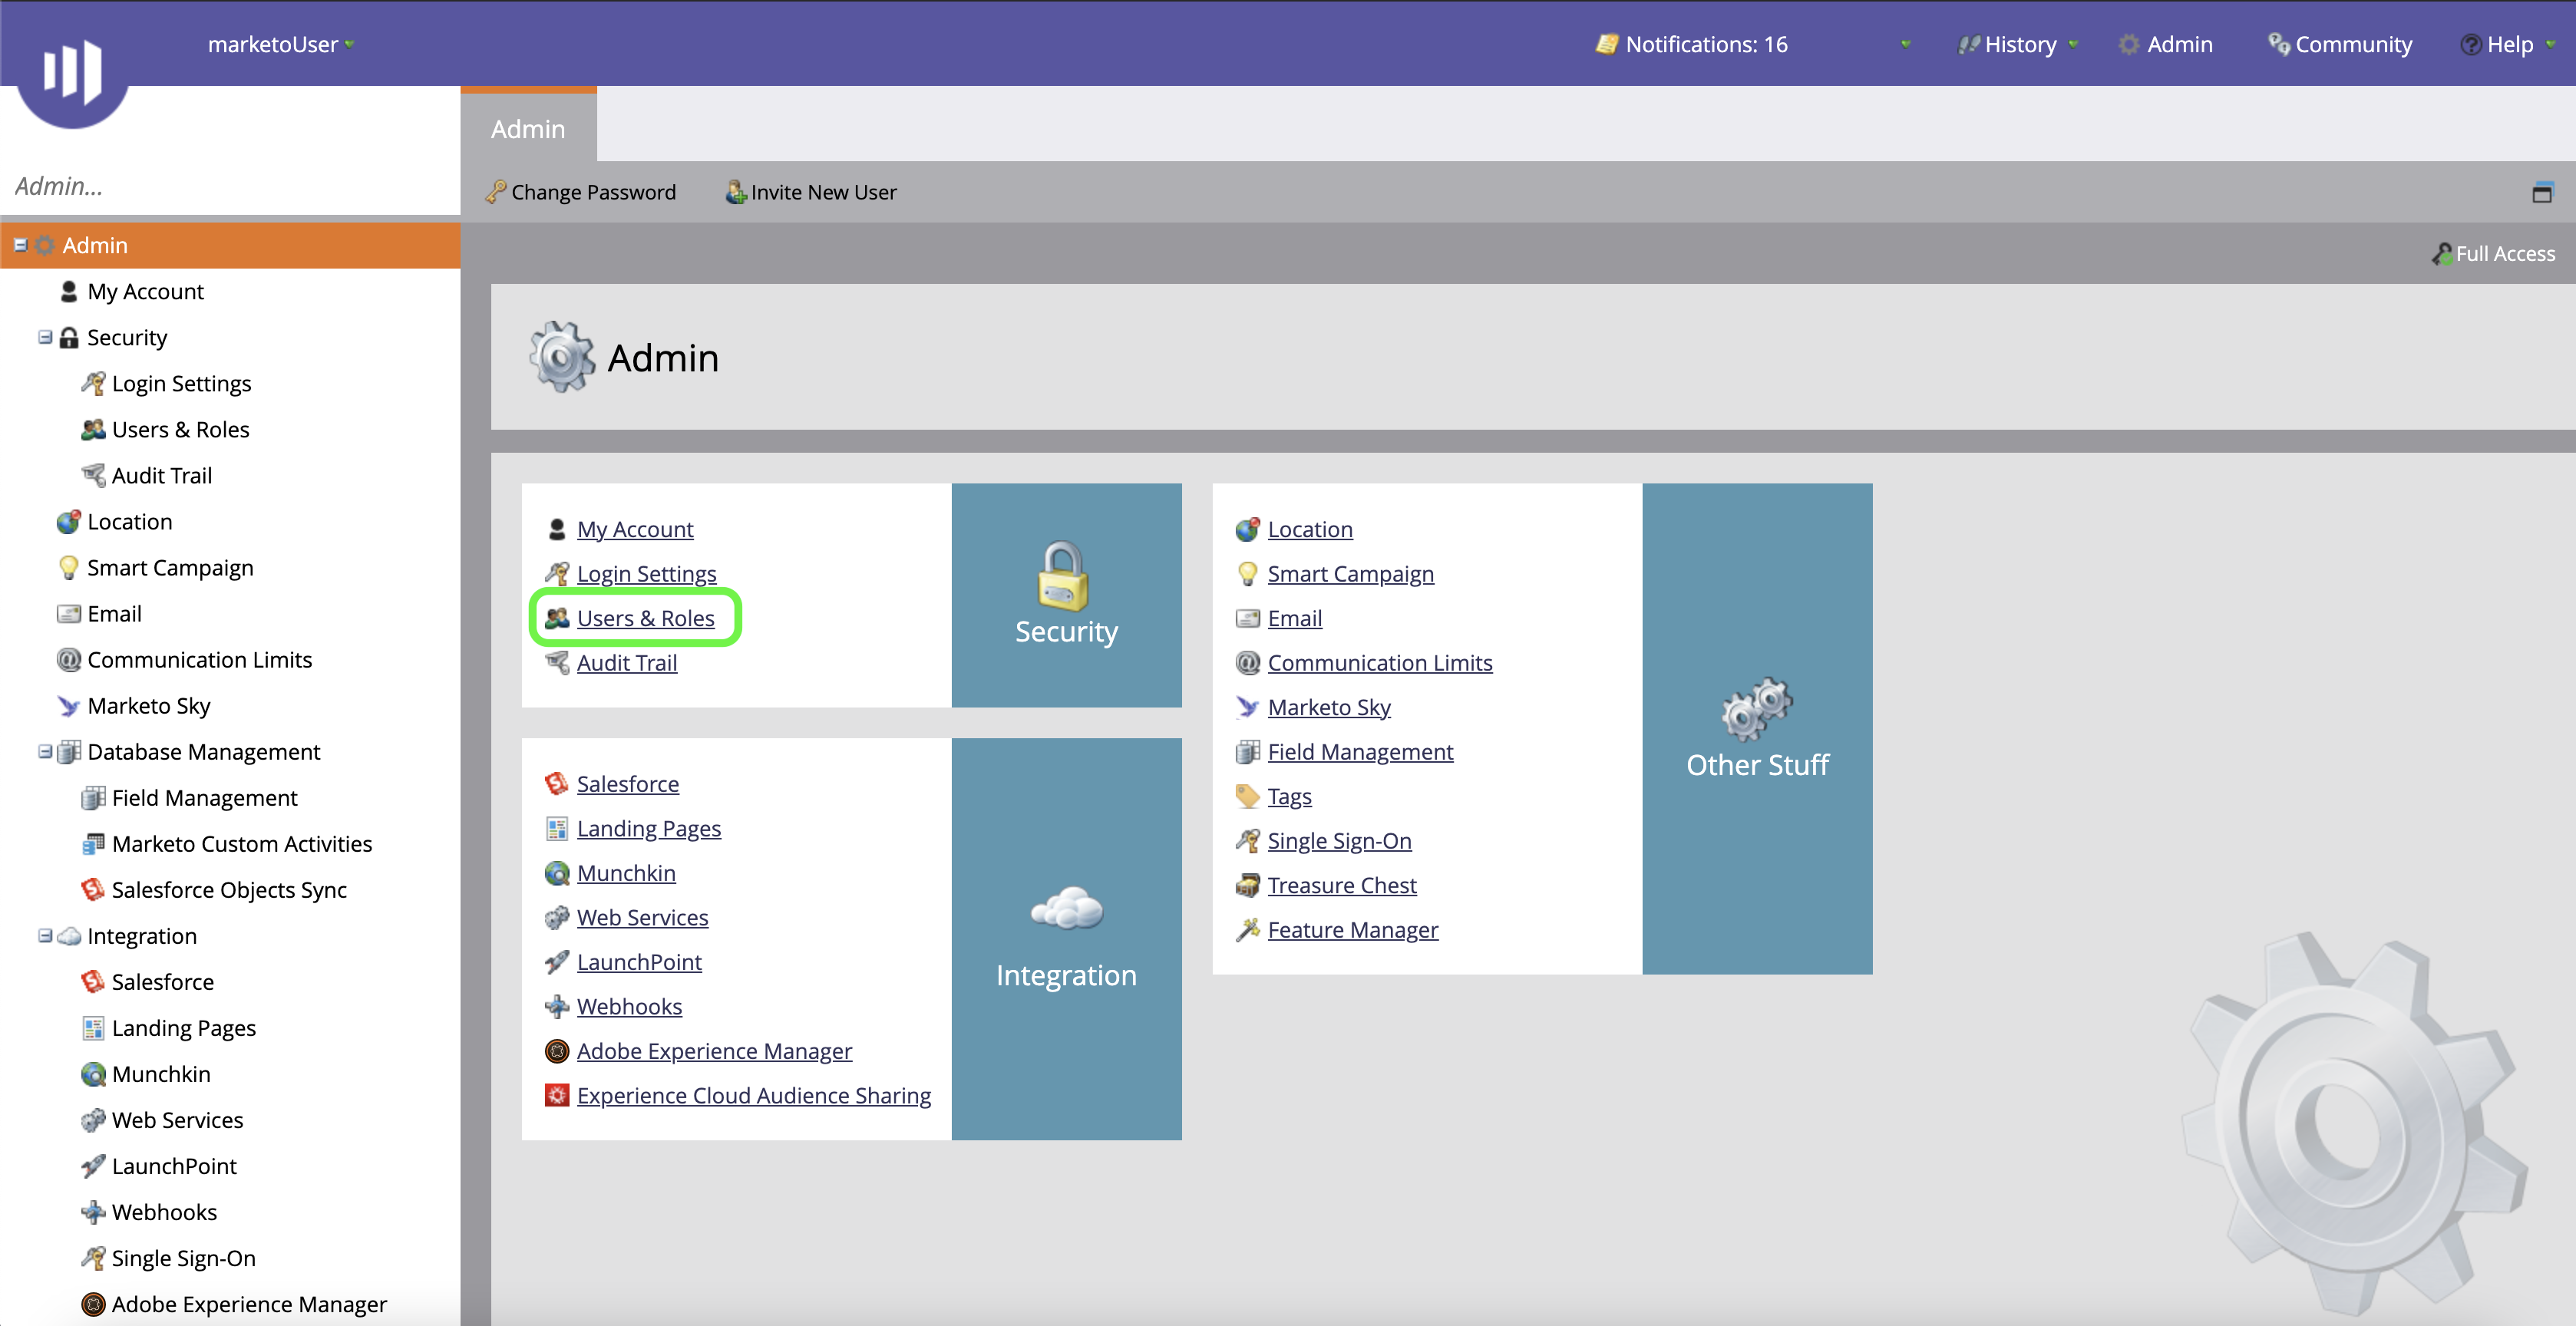 marketoUser
Notifications: 16
History
Admin
Community
Help
Admin
Admin...
Change Password
Invite New User
Full Access
Admin
My Account
Security
Login Settings
Users & Roles
Audit Trail
Location
Smart Campaign
Email
Communication Limits
Marketo Sky
Database Management
Field Management
Marketo Custom Activities
Salesforce Objects Sync
Integration
Salesforce
Landing Pages
Munchkin
Web Services
LaunchPoint
Webhooks
Single Sign-On
Adobe Experience Manager
Admin
My Account
Login Settings
Users & Roles
Audit Trail
Security
Salesforce
Landing Pages
Munchkin
Web Services
LaunchPoint
Webhooks
Adobe Experience Manager
Experience Cloud Audience Sharing
Integration
Location
Smart Campaign
Email
Communication Limits
Marketo Sky
Field Management
Tags
Single Sign-On
Treasure Chest
Feature Manager
Other Stuff